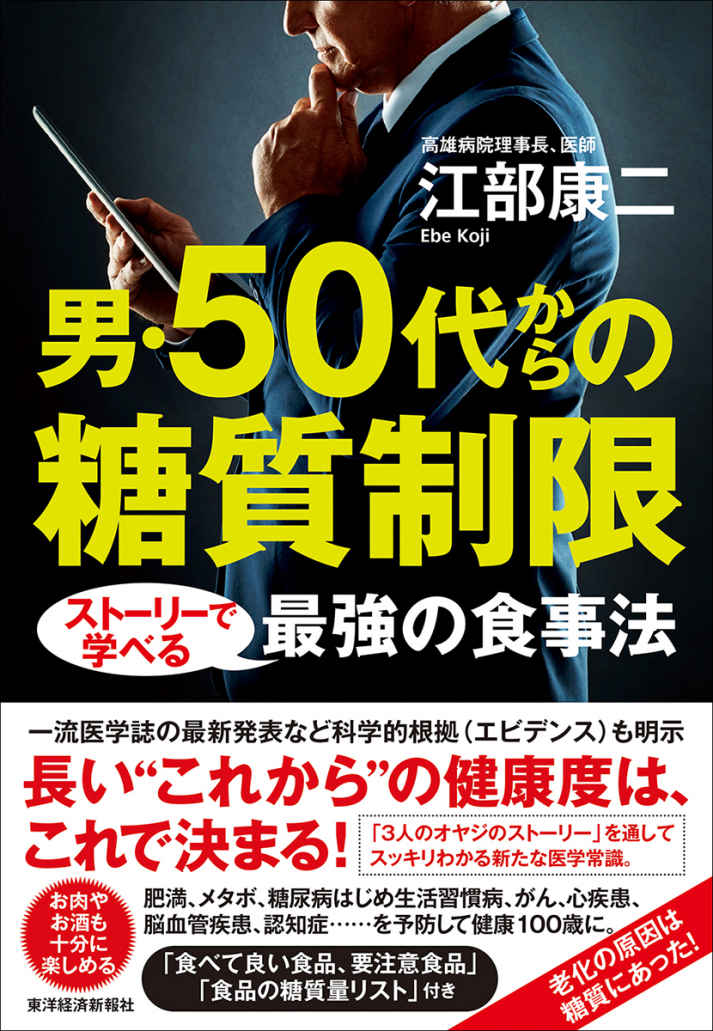 高雄病院理事長、医師
江部康二
Ebe Koji
男・50代からの
糖質制限
ストーリーで
学べる
最強の食事法
一流医学誌の最新発表など科学的根拠(エビデンス)も明示
長い“これから”の健康度は、
これで決まる!
「3人のオヤジのストーリー」を通して
スッキリわかる新たな医学常識。
お肉や
お酒も
十分に
楽しめる
肥満、メタボ、糖尿病はじめ生活習慣病、がん、心疾患、
脳血管疾患、認知症……を予防して健康100歳に。
「食べて良い食品、要注意食品」
「食品の糖質量リスト」付き
老化の原因は
糖質にあった!
東洋経済新報社